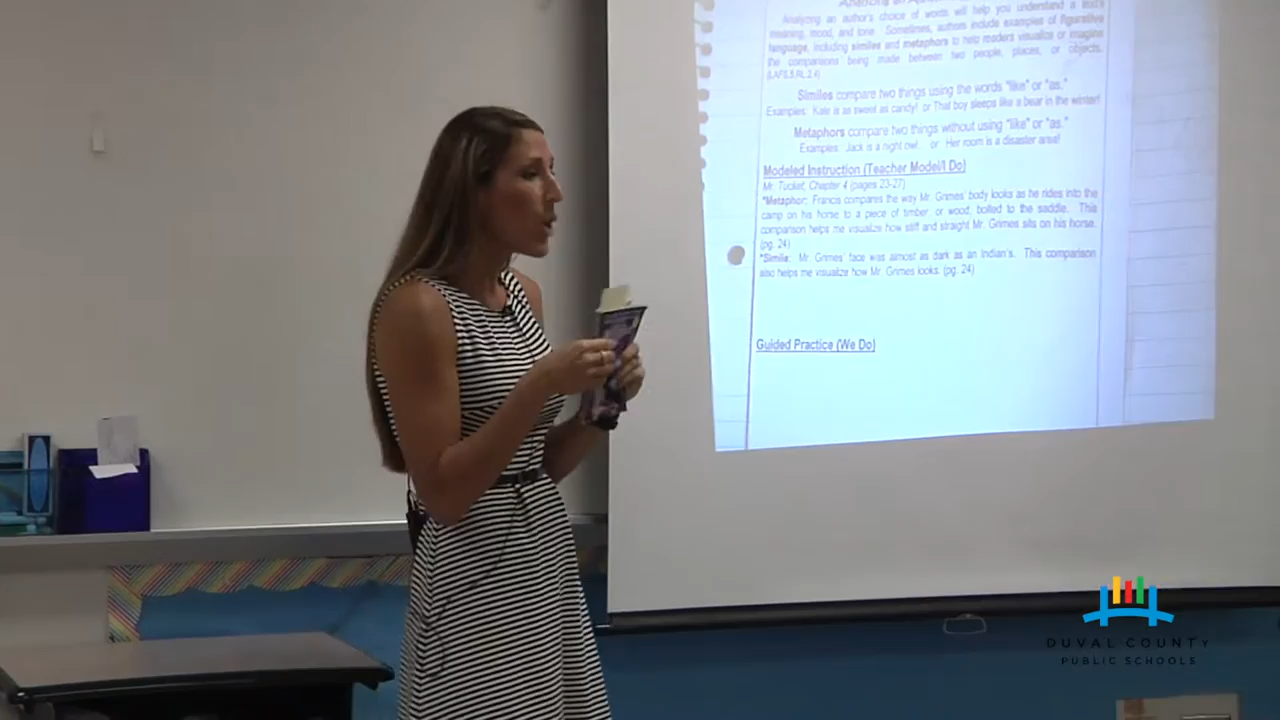 Analyzing an author's choice of words will help you understand a text's
meaning, mood, and tone. Sometimes, authors include examples of figurative
language, including similes and metaphors to help readers visualize or imagine
the comparisons being made between two people, places, or objects.
(LAFS.5.RL.2.4)
Similes compare two things using the words "like" or "as."
Examples: Kate is as sweet as candy! or That boy sleeps like a bear in the winter!
Metaphors compare two things without using "like" or "as."
Examples: Jack is a night owl. or Her room is a disaster area!
Modeled Instruction (Teacher Model/I Do)
Mr. Tucket, Chapter 4 (pages 23-27)
*Metaphor: Francis compares the way Mr. Grimes' body looks as he rides into the
camp on his horse to a piece of timber or wood, bolted to the saddle. This
comparison helps me visualize how stiff and straight Mr. Grimes sits on his horse.
(pg. 24)
*Simile: Mr. Grimes' face was almost as dark as an Indian's. This comparison
also helps me visualize how Mr. Grimes looks. (pg. 24)
Guided Practice (We Do)
DUVAL COUNTY
PUBLIC SCHOOLS